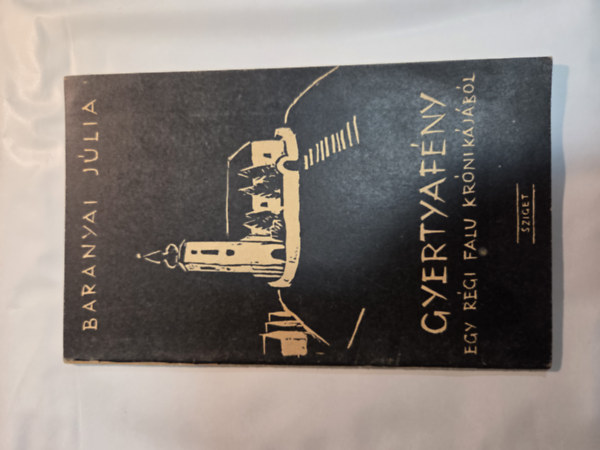 BARANYAI JÚLIA
GYERTYAFÉNY
EGY RÉGI FALU KRÓNIKÁJÁBÓL
SZIGET